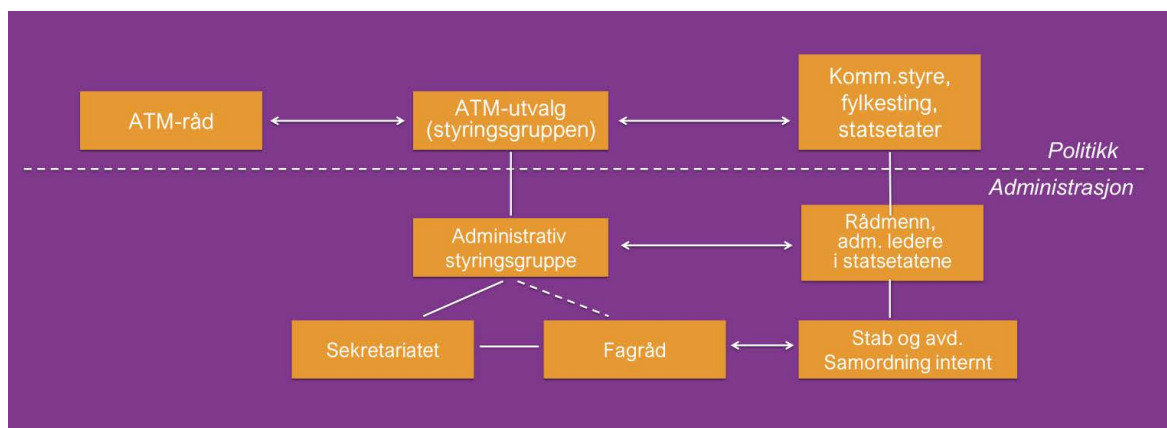 ATM-råd
ATM-utvalg
(styringsgruppen)
Komm.styre,
fylkesting,
statsetater
Politikk
Administrasjon
Administrativ
styringsgruppe
Rådmenn,
adm. ledere
i statsetatene
Sekretariatet
Fagråd
Stab og avd.
Samordning internt